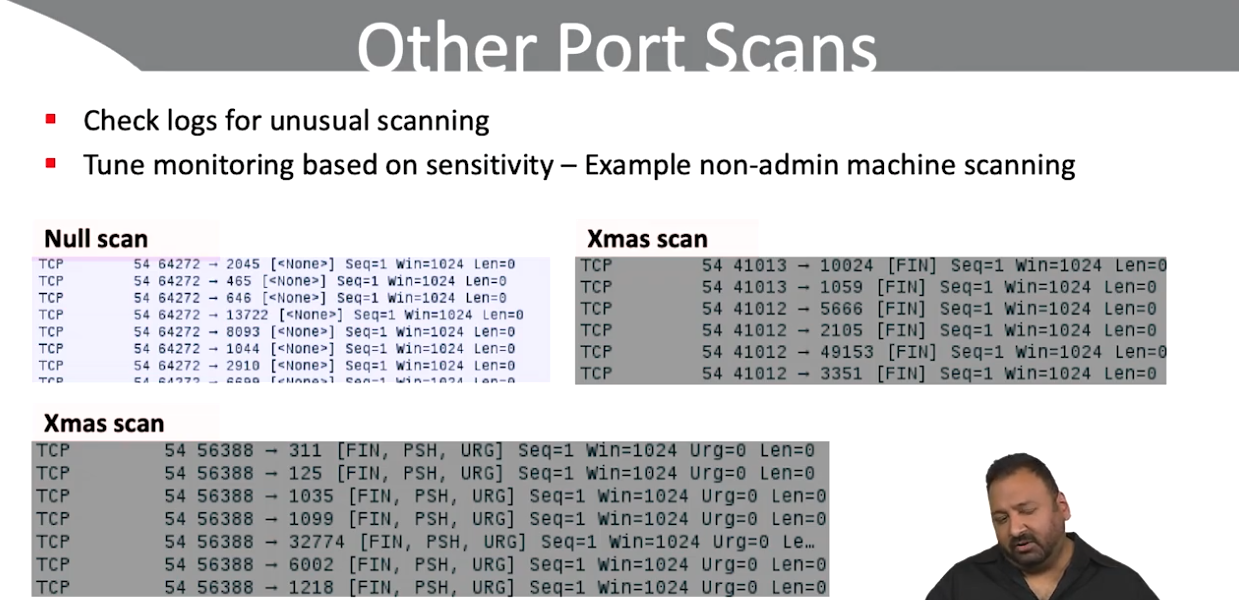 Other Port Scans
Check logs for unusual scanning
Tune monitoring based on sensitivity – Example non-admin machine scanning
Null scan
TCP 54 64272 → 2045 [<None>] Seq=1 Win=1024 Len=0
TCP 54 64272 → 465 [<None>] Seq=1 Win=1024 Len=0
TCP 54 64272 → 646 [<None>] Seq=1 Win=1024 Len=0
TCP 54 64272 → 13722 [<None>] Seq=1 Win=1024 Len=0
TCP 54 64272 → 8093 [<None>] Seq=1 Win=1024 Len=0
TCP 54 64272 → 1044 [<None>] Seq=1 Win=1024 Len=0
TCP 54 64272 → 2910 [<None>] Seq=1 Win=1024 Len=0
TCP 54 64272 → 6699 [<None>] Seq=1 Win=1024 Len=0
Xmas scan
TCP 54 41013 → 10024 [FIN] Seq=1 Win=1024 Len=0
TCP 54 41013 → 1059 [FIN] Seq=1 Win=1024 Len=0
TCP 54 41012 → 5666 [FIN] Seq=1 Win=1024 Len=0
TCP 54 41012 → 2105 [FIN] Seq=1 Win=1024 Len=0
TCP 54 41012 → 49153 [FIN] Seq=1 Win=1024 Len=0
TCP 54 41012 → 3351 [FIN] Seq=1 Win=1024 Len=0
Xmas scan
TCP 54 56388 → 311 [FIN, PSH, URG] Seq=1 Win=1024 Urg=0 Len=0
TCP 54 56388 → 125 [FIN, PSH, URG] Seq=1 Win=1024 Urg=0 Len=0
TCP 54 56388 → 1035 [FIN, PSH, URG] Seq=1 Win=1024 Urg=0 Len=0
TCP 54 56388 → 1099 [FIN, PSH, URG] Seq=1 Win=1024 Urg=0 Len=0
TCP 54 56388 → 32774 [FIN, PSH, URG] Seq=1 Win=1024 Urg=0 Le…
TCP 54 56388 → 6002 [FIN, PSH, URG] Seq=1 Win=1024 Urg=0 Len=0
TCP 54 56388 → 1218 [FIN, PSH, URG] Seq=1 Win=1024 Urg=0 Len=0